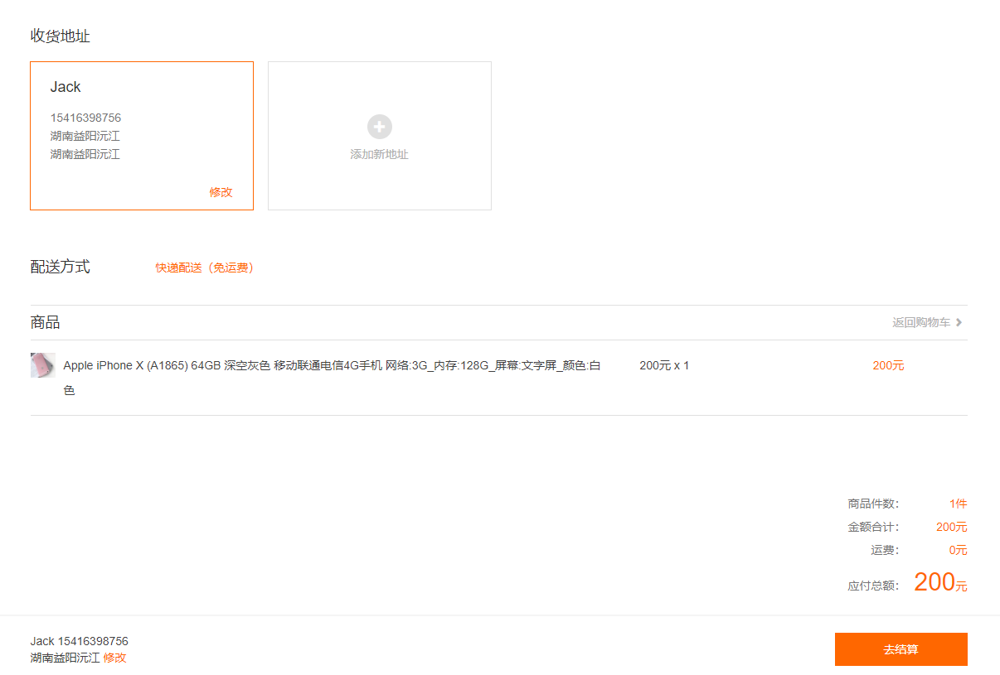 收货地址
Jack
15416398756
湖南益阳沅江
湖南益阳沅江
修改
添加新地址
配送方式 快递配送（免运费）
商品 返回购物车
Apple iPhone X (A1865) 64GB 深空灰色 移动联通电信4G手机 网络:3G_内存:128G_屏幕:文字屏_颜色:白 200元 x 1 200元
色
商品件数： 1件
金额合计： 200元
运费： 0元
应付总额： 200元
Jack 15416398756
湖南益阳沅江 修改
去结算